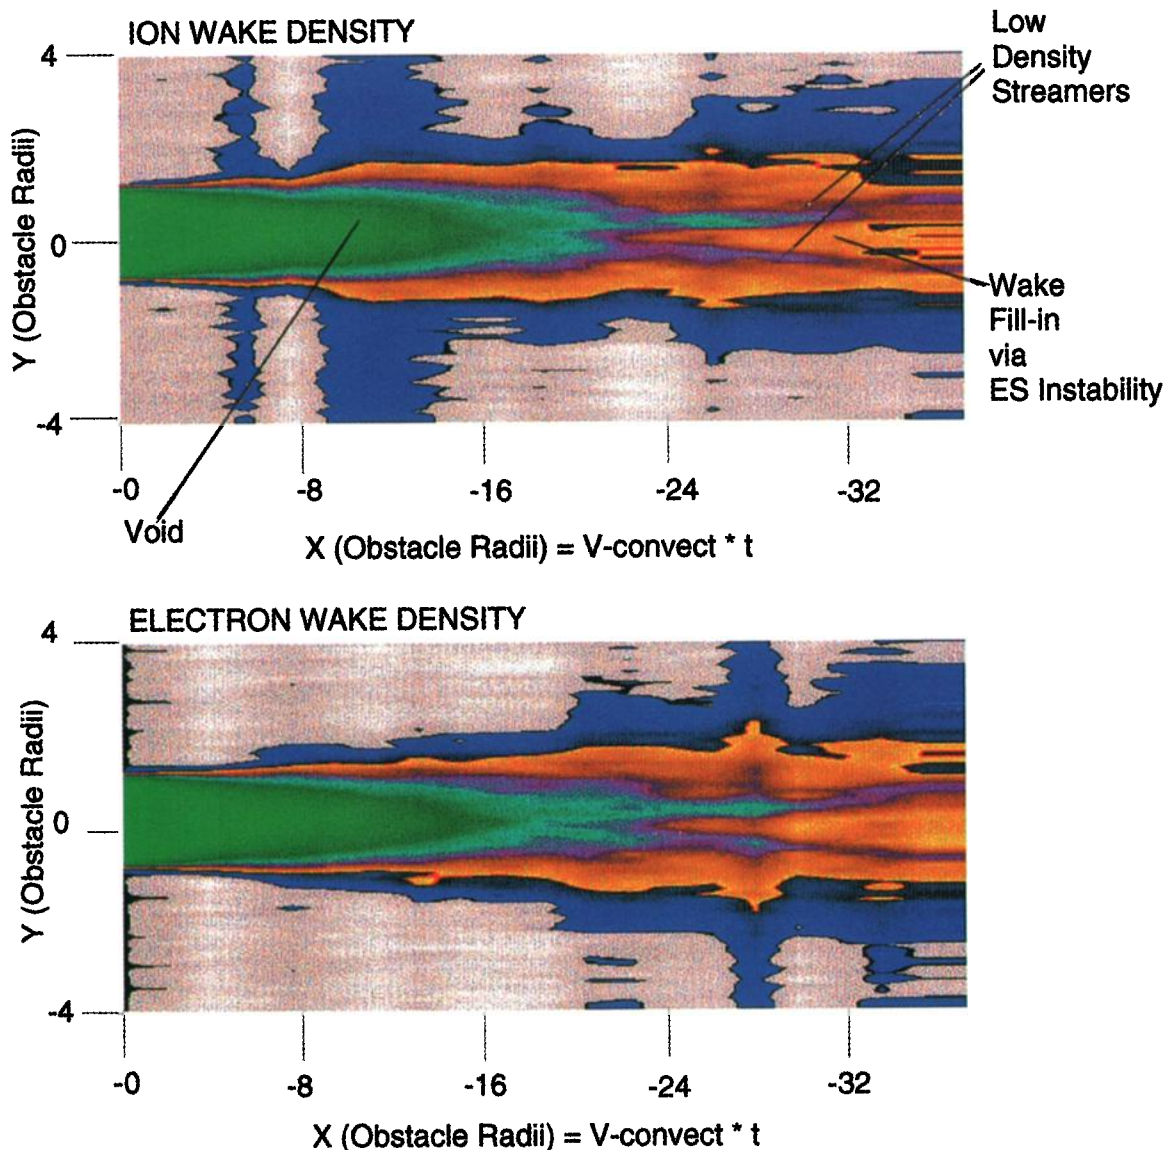 ION WAKE DENSITY
Low
Density
Streamers
4
Y (Obstacle Radii)
0
-4
Wake
Fill-in
via
ES Instability
-0
-8
-16
-24
-32
Void
X (Obstacle Radii) = V-convect * t
ELECTRON WAKE DENSITY
4
Y (Obstacle Radii)
0
-4
-0
-8
-16
-24
-32
X (Obstacle Radii) = V-convect * t